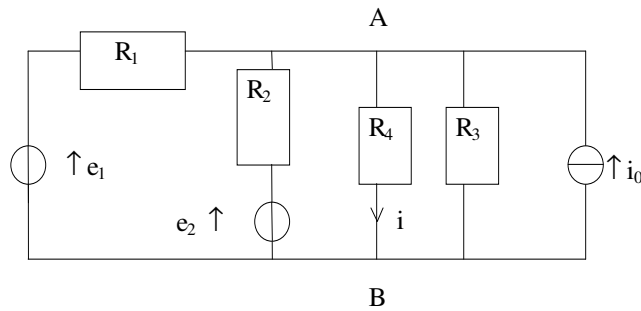 A
R₁
R₂
R₄
R₃
↑ e₁
↑ i₀
e₂ ↑
i
B